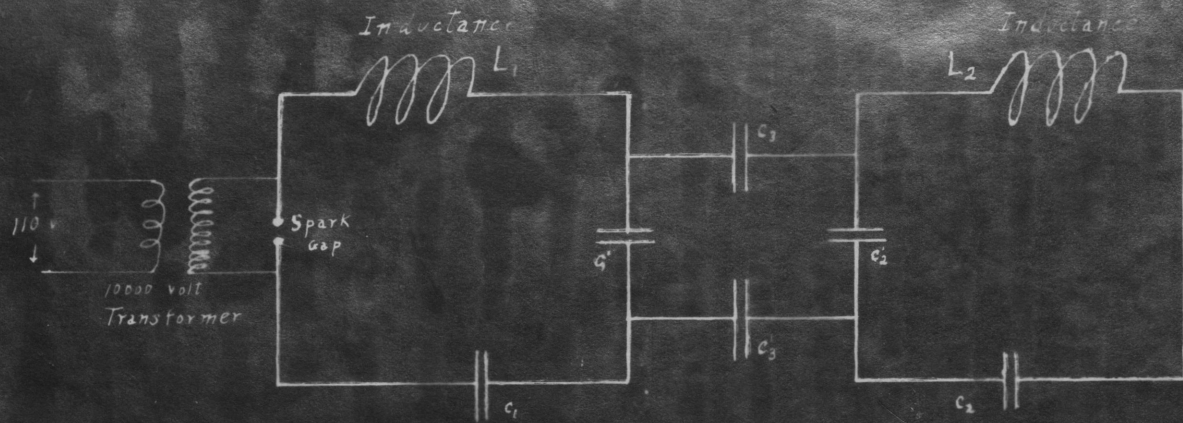 Inductance
L₁
Inductance
L₂
C₃
110 v
Spark
Gap
C₁'
C₂'
10000 volt
Transformer
C₃'
C₁
C₂